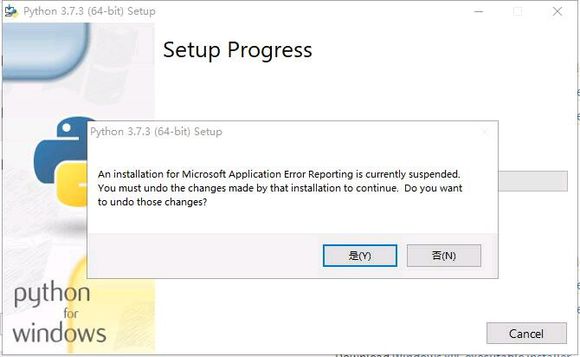 Python 3.7.3 (64-bit) Setup
Setup Progress
Python 3.7.3 (64-bit) Setup
An installation for Microsoft Application Error Reporting is currently suspended.
You must undo the changes made by that installation to continue. Do you want
to undo those changes?
是(Y)
否(N)
python
for
windows
Cancel